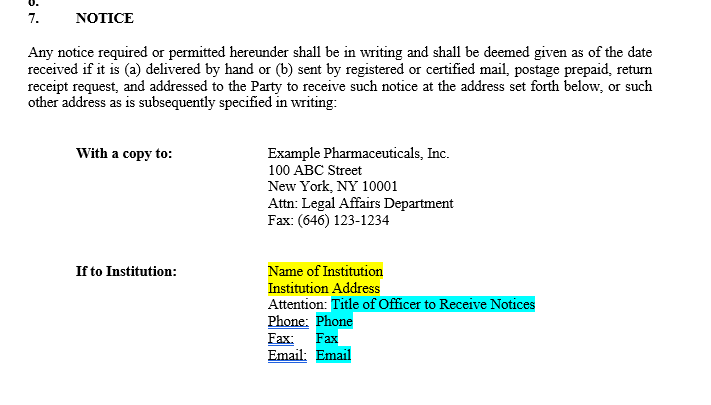 7. NOTICE
Any notice required or permitted hereunder shall be in writing and shall be deemed given as of the date
received if it is (a) delivered by hand or (b) sent by registered or certified mail, postage prepaid, return
receipt request, and addressed to the Party to receive such notice at the address set forth below, or such
other address as is subsequently specified in writing:
With a copy to: Example Pharmaceuticals, Inc.
100 ABC Street
New York, NY 10001
Attn: Legal Affairs Department
Fax: (646) 123-1234
If to Institution: Name of Institution
Institution Address
Attention: Title of Officer to Receive Notices
Phone: Phone
Fax: Fax
Email: Email